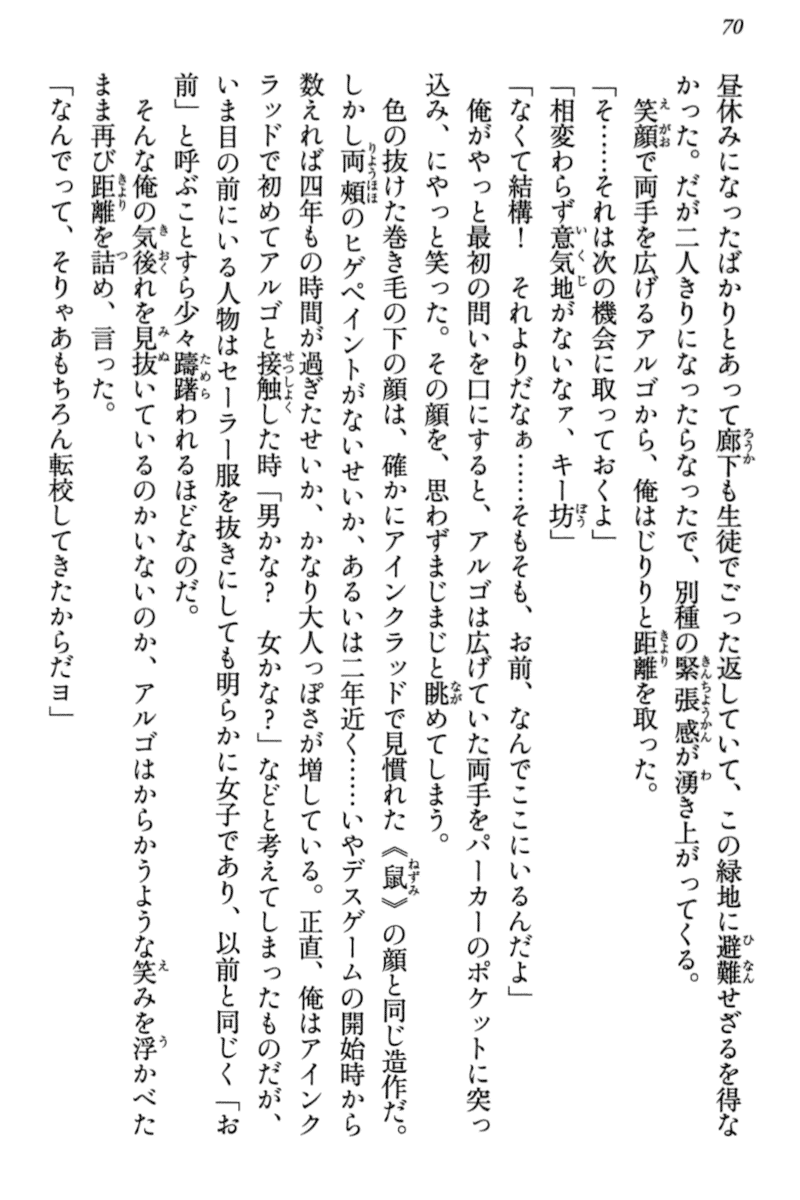 70
昼休みになったばかりとあって廊下も生徒でごった返していて、この緑地に避難せざるを得な
かった。だが二人きりになったらなったで、別種の緊張感が湧き上がってくる。
笑顔で両手を広げるアルゴから、俺はじりりと距離を取った。
「そ……それは次の機会に取っておくよ」
「相変わらず意気地がないなァ、キー坊」
「なくて結構！　それよりだなぁ……そもそも、お前、なんでここにいるんだよ」
俺がやっと最初の問いを口にすると、アルゴは広げていた両手をパーカーのポケットに突っ
込み、にやっと笑った。その顔を、思わずまじまじと眺めてしまう。
色の抜けた巻き毛の下の顔は、確かにアインクラッドで見慣れた《鼠》の顔と同じ造作だ。
しかし両頰のヒゲペイントがないせいか、あるいは二年近く……いやデスゲームの開始時から
数えれば四年もの時間が過ぎたせいか、かなり大人っぽさが増している。正直、俺はアインク
ラッドで初めてアルゴと接触した時「男かな？　女かな？」などと考えてしまったものだが、
いま目の前にいる人物はセーラー服を抜きにしても明らかに女子であり、以前と同じく「お
前」と呼ぶことすら少々躊躇われるほどなのだ。
そんな俺の気後れを見抜いているのかいないのか、アルゴはからかうような笑みを浮かべた
まま再び距離を詰め、言った。
「なんでって、そりゃあもちろん転校してきたからだヨ」